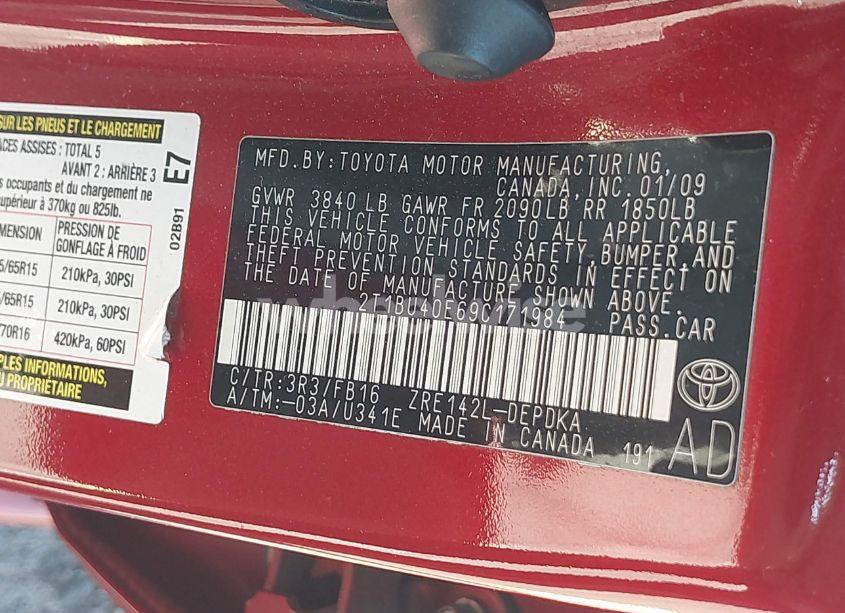 SUR LES PNEUS ET LE CHARGEMENT
ACES ASSISES : TOTAL 5
AVANT 2 : ARRIÈRE 3
occupants et du chargement ne
supérieur à 370kg ou 825lb.
MENSION
PRESSION DE GONFLAGE À FROID
/65R15 210kPa, 30PSI
/65R15 210kPa, 30PSI
70R16 420kPa, 60PSI
PLES INFORMATIONS,
U PROPRIÉTAIRE
E7
02B91
MFD.BY:TOYOTA MOTOR MANUFACTURING,
CANADA, INC. 01/09
GVWR 3840 LB GAWR FR 2090LB RR 1850LB
THIS VEHICLE CONFORMS TO ALL APPLICABLE
FEDERAL MOTOR VEHICLE SAFETY, BUMPER, AND
THEFT PREVENTION STANDARDS IN EFFECT ON
THE DATE OF MANUFACTURE SHOWN ABOVE.
PASS.CAR
C/TR:3R3/FB16 ZRE142L-DEPDKA
A/TM:-03A/U341E MADE IN CANADA 191
AD